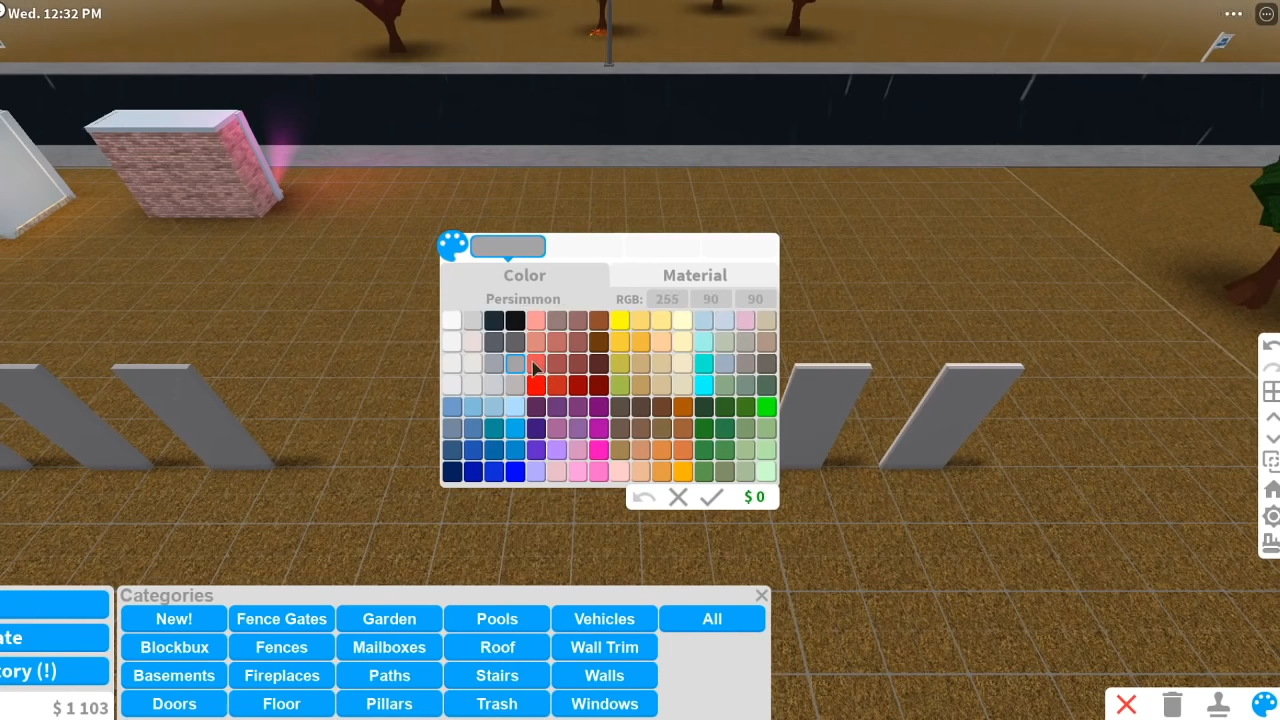 Wed. 12:32 PM
Color
Material
Persimmon
RGB: 255 90 90
$ 0
Categories
New! Fence Gates Garden Pools Vehicles All
Blockbux Fences Mailboxes Roof Wall Trim
Basements Fireplaces Paths Stairs Walls
Doors Floor Pillars Trash Windows
ate
ory (!)
$ 1 103